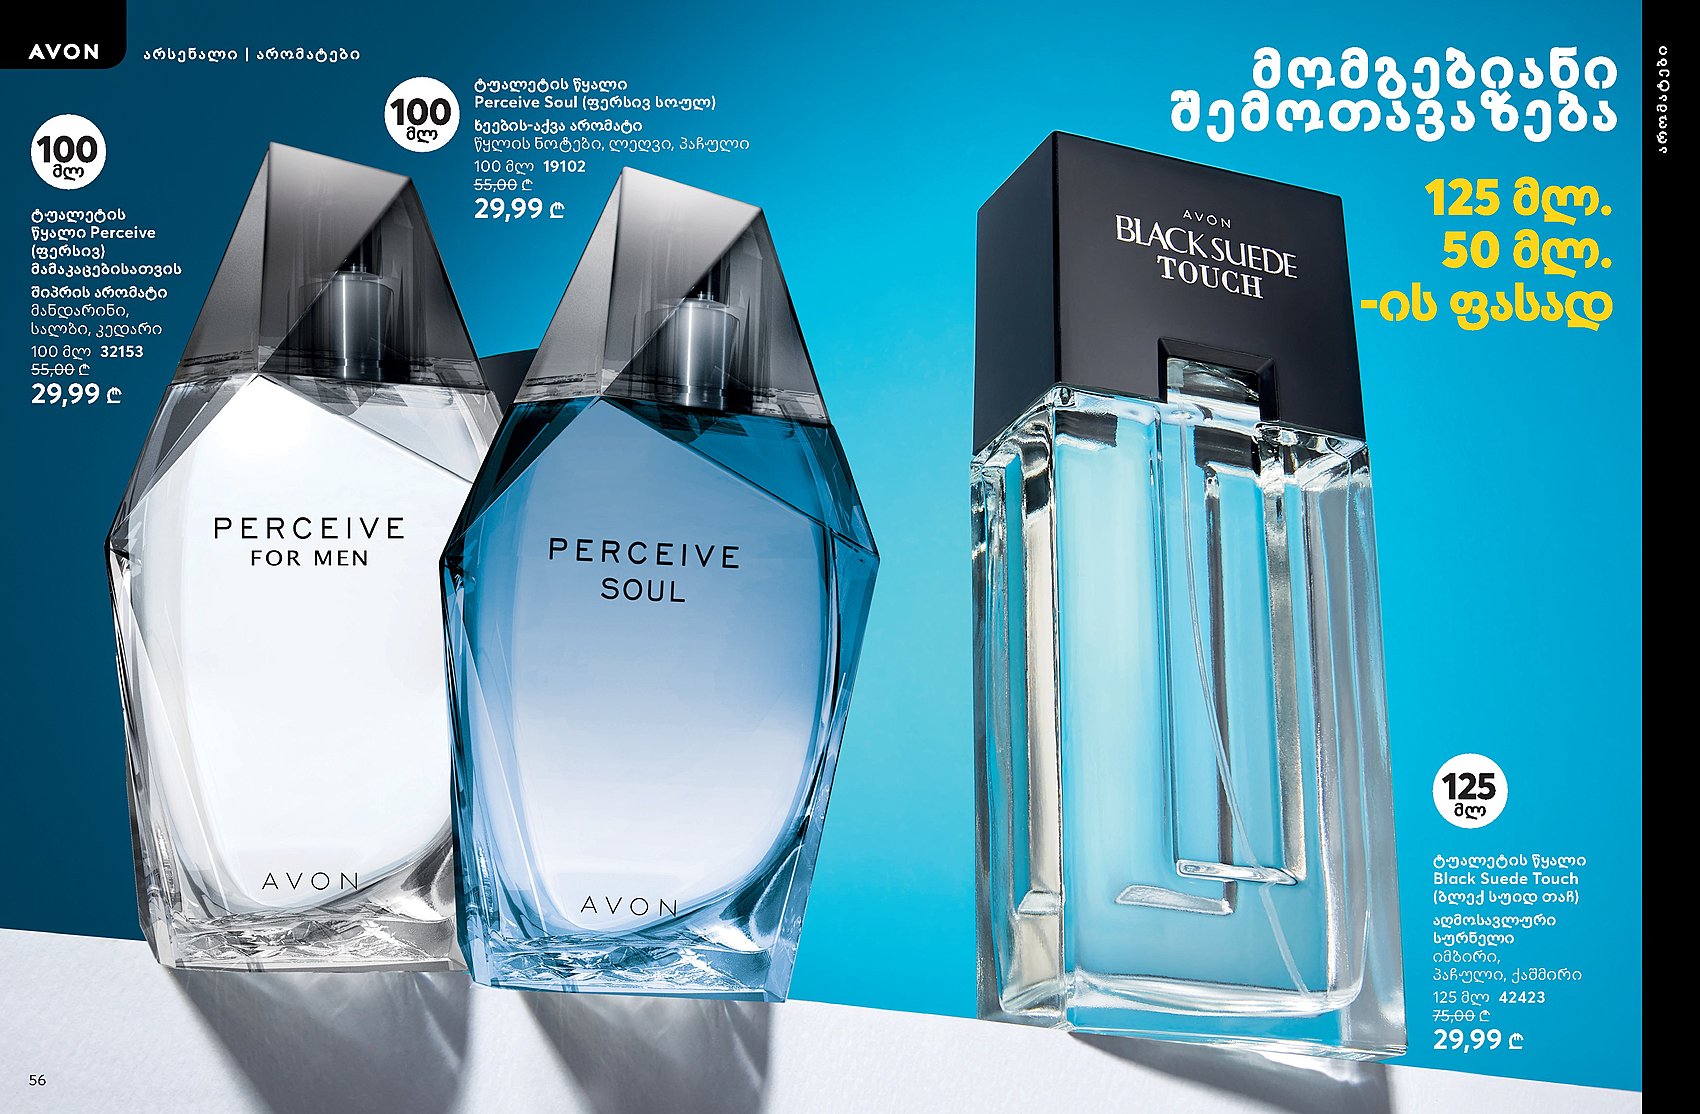 AVON
არსენალი | არომატები
100
მლ
ტუალეტის
წყალი Perceive
(ფერსივ)
მამაკაცებისათვის
შიპრის არომატი
მანდარინი,
სალბი, კედარი
100 მლ 32153
55,00 ₾
29,99 ₾
100
მლ
ტუალეტის წყალი
Perceive Soul (ფერსივ სოულ)
ხეების-აქვა არომატი
წყლის ნოტები, ლეღვი, პაჩული
100 მლ 19102
55,00 ₾
29,99 ₾
მომგებიანი
შემოთავაზება
125 მლ.
50 მლ.
-ის ფასად
არომატები
AVON
BLACK SUEDE
TOUCH
PERCEIVE
FOR MEN
AVON
PERCEIVE
SOUL
AVON
125
მლ
ტუალეტის წყალი
Black Suede Touch
(ბლექ სუიდ თაჩ)
აღმოსავლური
სურნელი
იმბირი,
პაჩული, ქაშმირი
125 მლ 42423
75,00 ₾
29,99 ₾
56